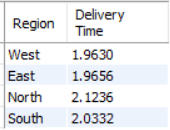 Region Delivery Time
West 1.9630
East 1.9656
North 2.1236
South 2.0332